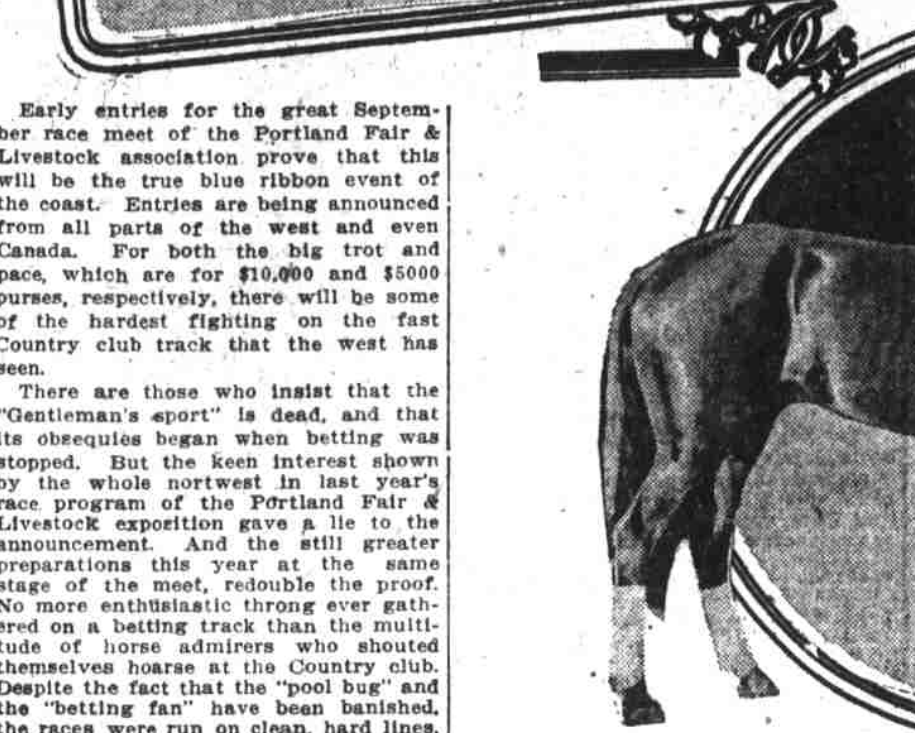 Early entries for the great Septem-
ber race meet of the Portland Fair &
Livestock association prove that this
will be the true blue ribbon event of
the coast. Entries are being announced
from all parts of the west and even
Canada. For both the big trot and
pace, which are for $10,000 and $5000
purses, respectively, there will be some
of the hardest fighting on the fast
Country club track that the west has
seen.
There are those who insist that the
"Gentleman's sport" is dead, and that
its obsequies began when betting was
stopped. But the keen interest shown
by the whole nortwest in last year's
race program of the Portland Fair &
Livestock exposition gave a lie to the
announcement. And the still greater
preparations this year at the same
stage of the meet, redouble the proof.
No more enthusiastic throng ever gath-
ered on a betting track than the multi-
tude of horse admirers who shouted
themselves hoarse at the Country club.
Despite the fact that the "pool bug" and
the "betting fan" have been banished,
the races were run on clean, hard lines,